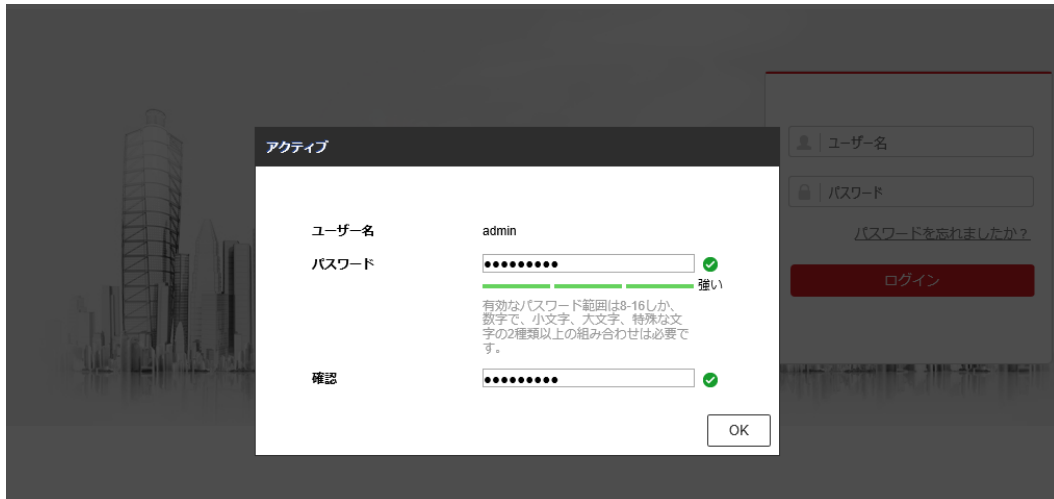 アクティブ
ユーザー名 admin
パスワード ●●●●●●●●●
強い
有効なパスワード範囲は8-16しか、
数字で、小文字、大文字、特殊な文
字の2種類以上の組み合わせは必要で
す。
確認 ●●●●●●●●●
OK
ユーザー名
パスワード
パスワードを忘れましたか?
ログイン